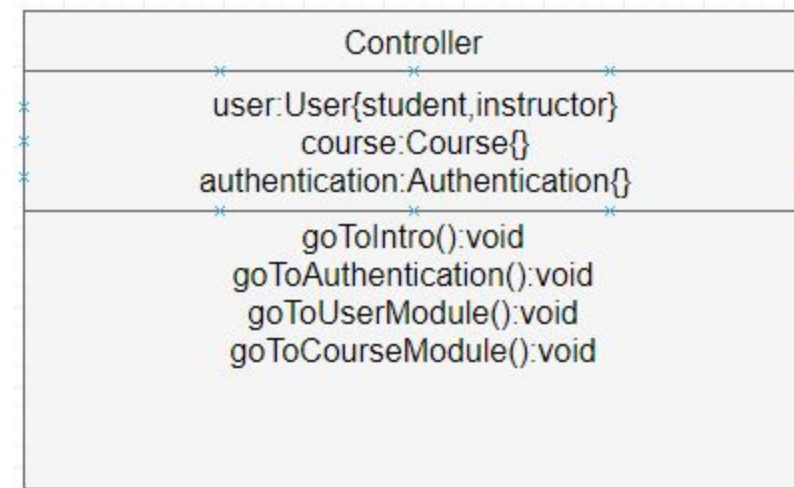 Controller
user:User{student,instructor}
course:Course{}
authentication:Authentication{}
goToIntro():void
goToAuthentication():void
goToUserModule():void
goToCourseModule():void